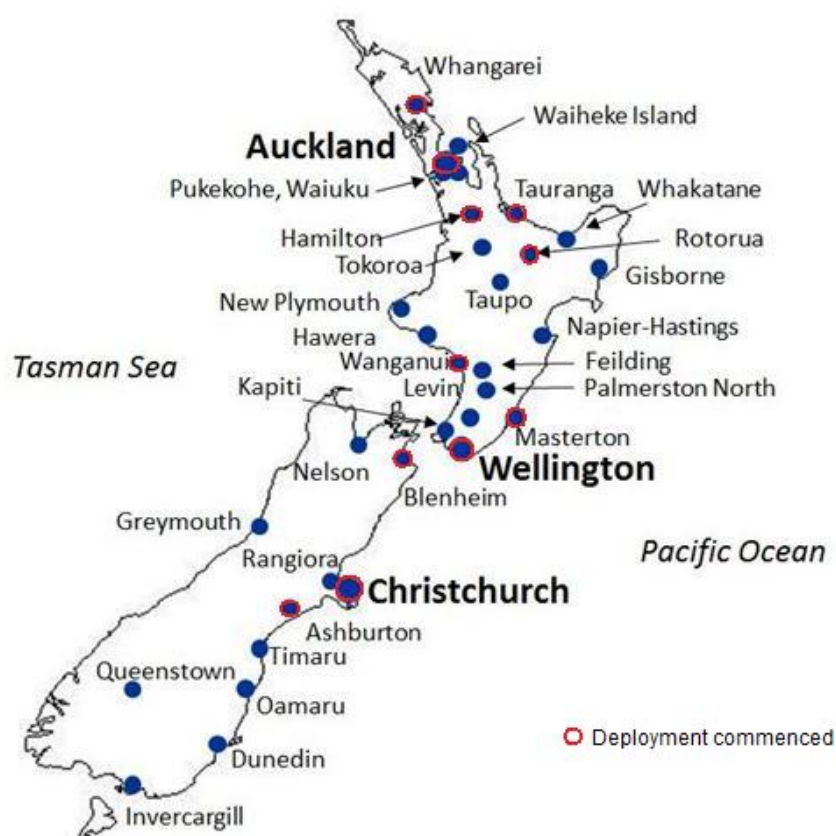 Whangarei
Waiheke Island
Auckland
Pukekohe, Waiuku
Tauranga
Whakatane
Hamilton
Rotorua
Tokoroa
Gisborne
Taupo
New Plymouth
Napier-Hastings
Hawera
Wanganui
Feilding
Tasman Sea
Kapiti
Levin
Palmerston North
Masterton
Nelson
Wellington
Blenheim
Greymouth
Pacific Ocean
Rangiora
Christchurch
Ashburton
Timaru
Queenstown
Oamaru
Deployment commenced
Dunedin
Invercargill